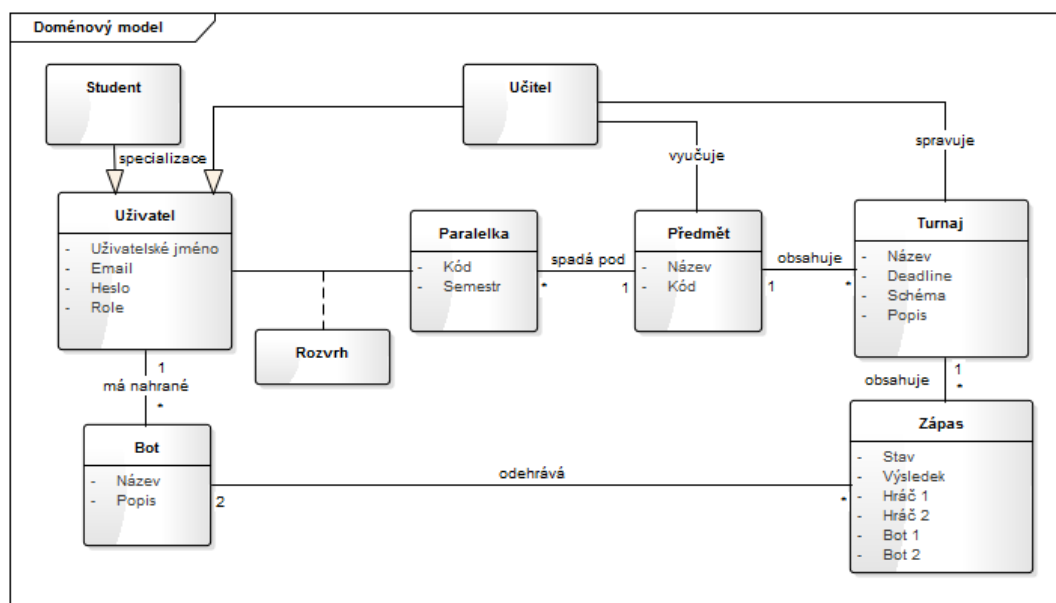 Doménový model
Student
Učitel
specializace
vyučuje
spravuje
Uživatel
- Uživatelské jméno
- Email
- Heslo
- Role
Paralelka
- Kód
- Semestr
spadá pod
* 1
Předmět
- Název
- Kód
obsahuje
1 *
Turnaj
- Název
- Deadline
- Schéma
- Popis
Rozvrh
1
má nahrané
*
1
obsahuje
*
Bot
- Název
- Popis
odehrává
2 *
Zápas
- Stav
- Výsledek
- Hráč 1
- Hráč 2
- Bot 1
- Bot 2